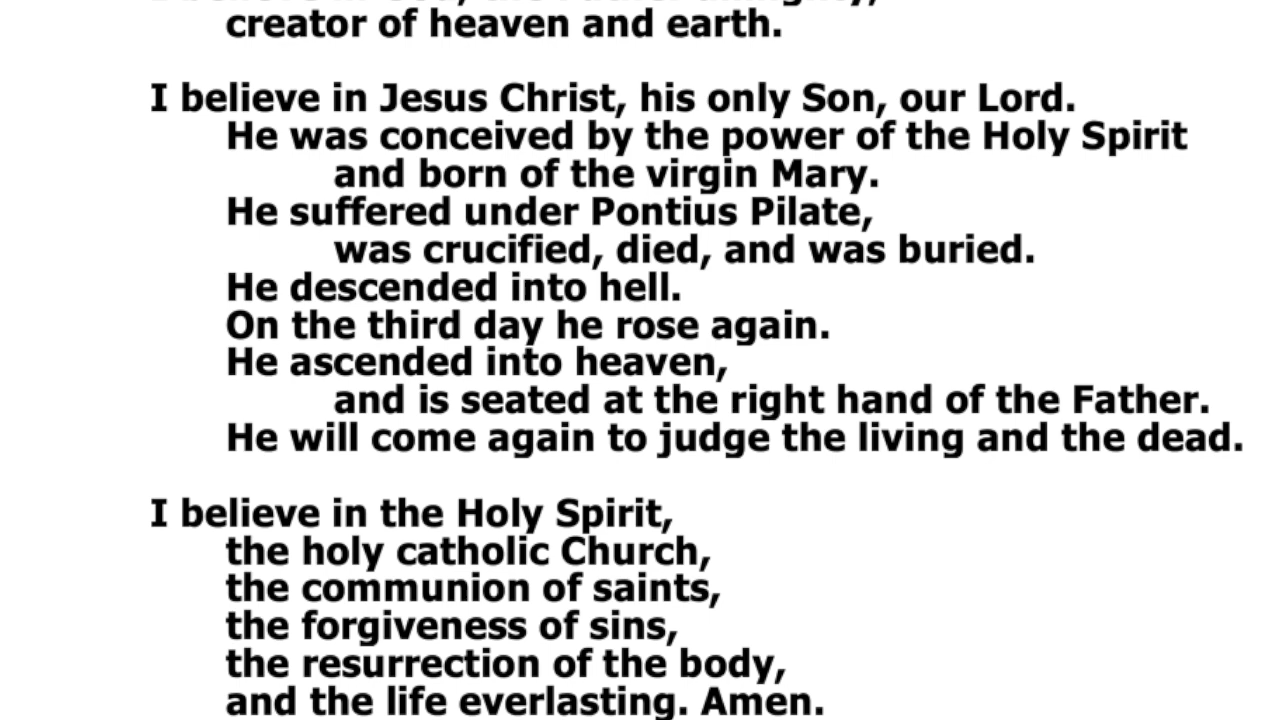 creator of heaven and earth.
I believe in Jesus Christ, his only Son, our Lord.
He was conceived by the power of the Holy Spirit
and born of the virgin Mary.
He suffered under Pontius Pilate,
was crucified, died, and was buried.
He descended into hell.
On the third day he rose again.
He ascended into heaven,
and is seated at the right hand of the Father.
He will come again to judge the living and the dead.
I believe in the Holy Spirit,
the holy catholic Church,
the communion of saints,
the forgiveness of sins,
the resurrection of the body,
and the life everlasting. Amen.